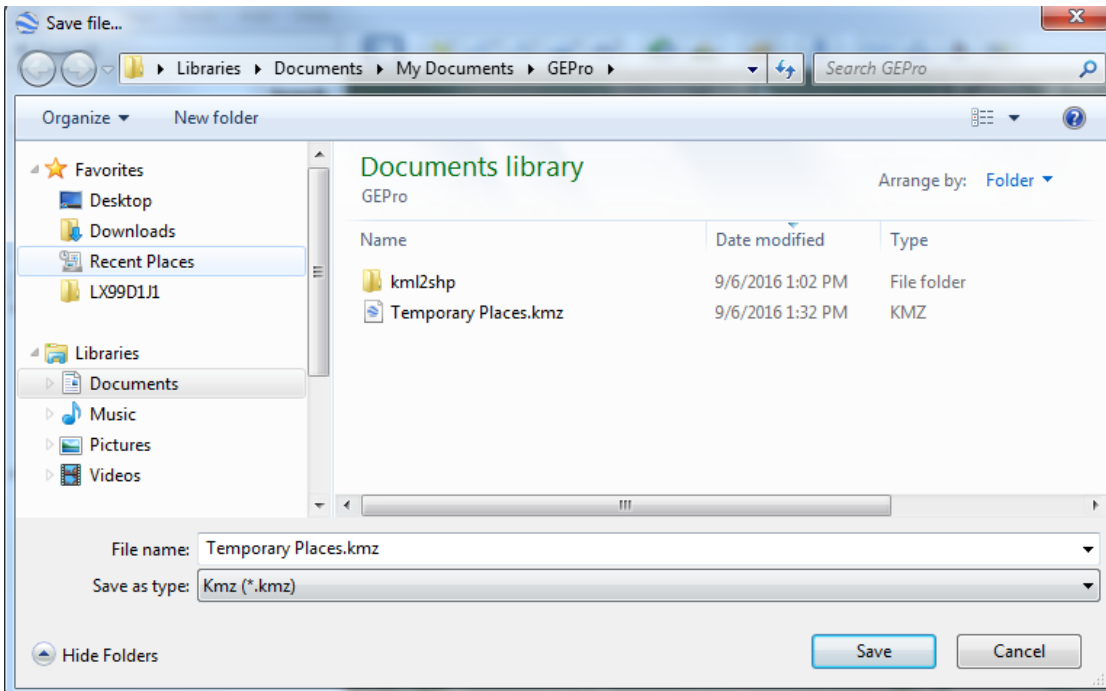 Save file...
Libraries Documents My Documents GEPro Search GEPro
Organize New folder
Favorites
Desktop
Downloads
Recent Places
LX99D1J1
Libraries
Documents
Music
Pictures
Videos
Documents library
GEPro
Arrange by: Folder
Name Date modified Type
kml2shp 9/6/2016 1:02 PM File folder
Temporary Places.kmz 9/6/2016 1:32 PM KMZ
File name: Temporary Places.kmz
Save as type: Kmz (*.kmz)
Hide Folders Save Cancel